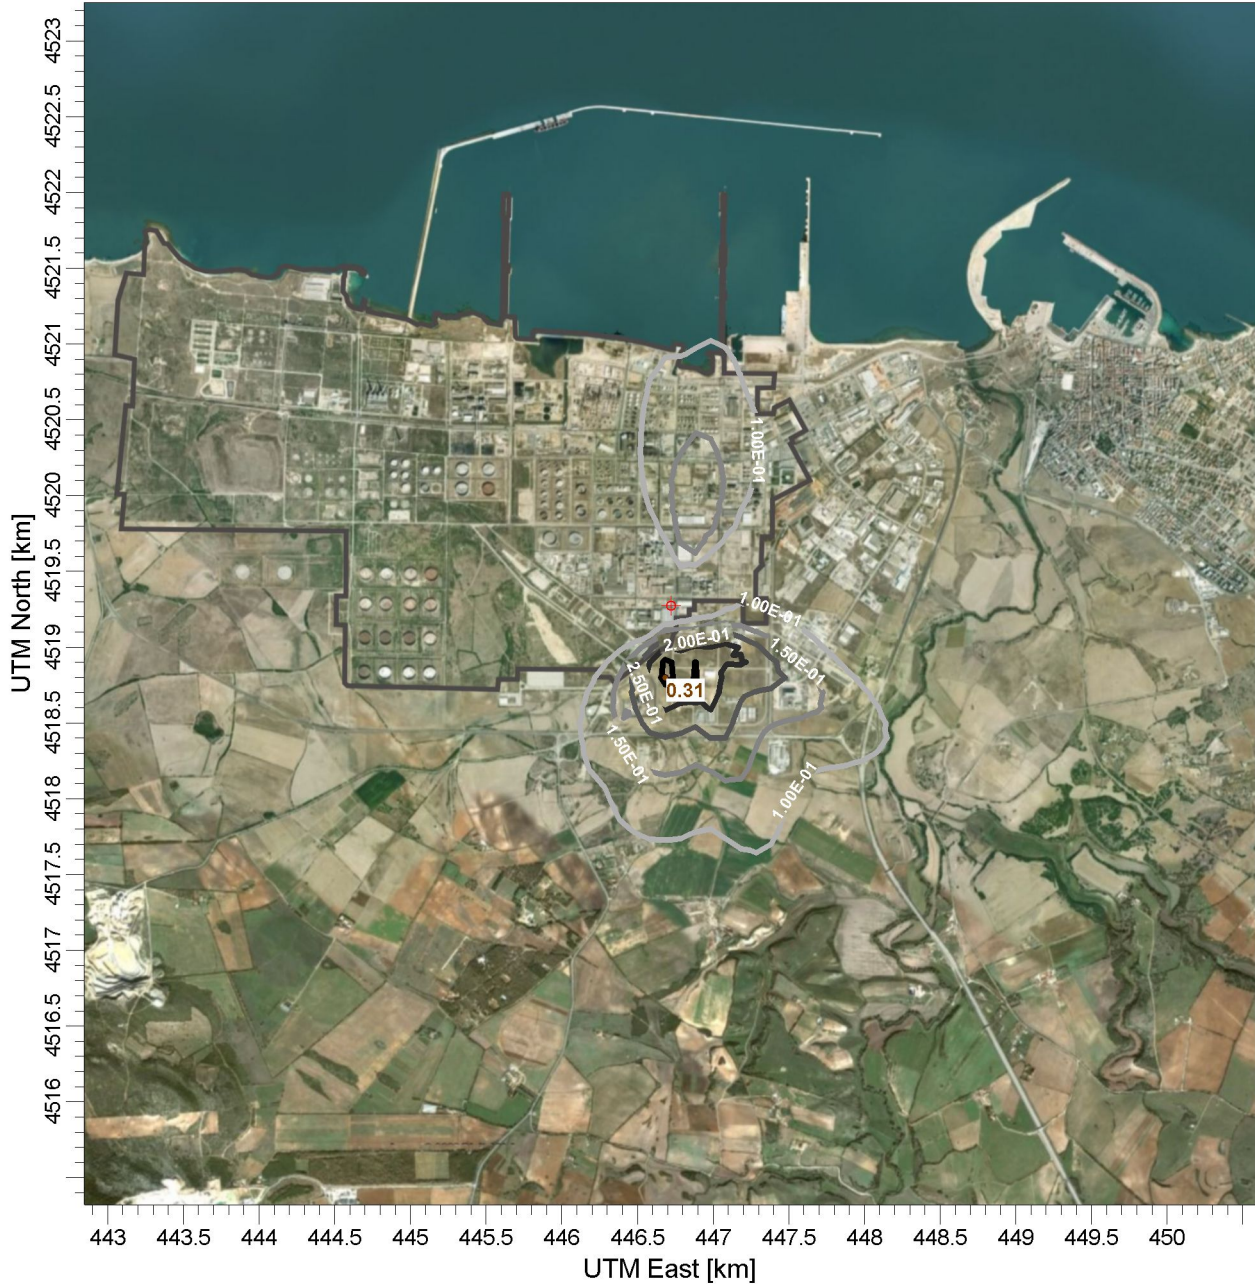 4523
4522.5
4522
4521.5
4521
4520.5
4520
4519.5
4519
4518.5
4518
4517.5
4517
4516.5
4516
UTM North [km]
1.00E-01
1.00E-01
2.00E-01
1.50E-01
2.50E-01
0.31
1.50E-01
1.00E-01
443 443.5 444 444.5 445 445.5 446 446.5 447 447.5 448 448.5 449 449.5 450
UTM East [km]